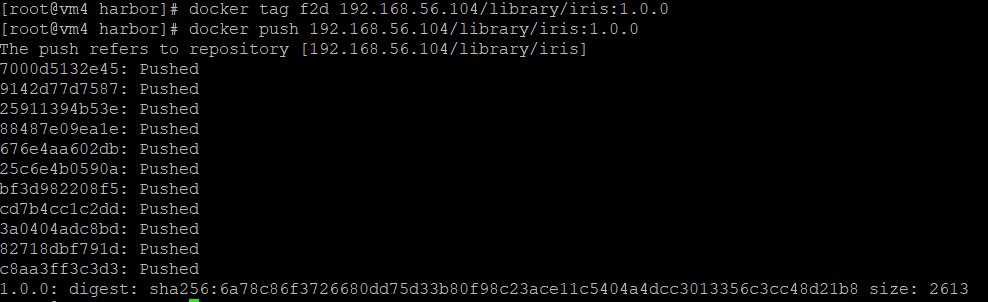 [root@vm4 harbor]# docker tag f2d 192.168.56.104/library/iris:1.0.0
[root@vm4 harbor]# docker push 192.168.56.104/library/iris:1.0.0
The push refers to repository [192.168.56.104/library/iris]
7000d5132e45: Pushed
9142d77d7587: Pushed
25911394b53e: Pushed
88487e09ea1e: Pushed
676e4aa602db: Pushed
25c6e4b0590a: Pushed
bf3d982208f5: Pushed
cd7b4cc1c2dd: Pushed
3a0404adc8bd: Pushed
82718dbf791d: Pushed
c8aa3ff3c3d3: Pushed
1.0.0: digest: sha256:6a78c86f3726680dd75d33b80f98c23ace11c5404a4dcc3013356c3cc48d21b8 size: 2613